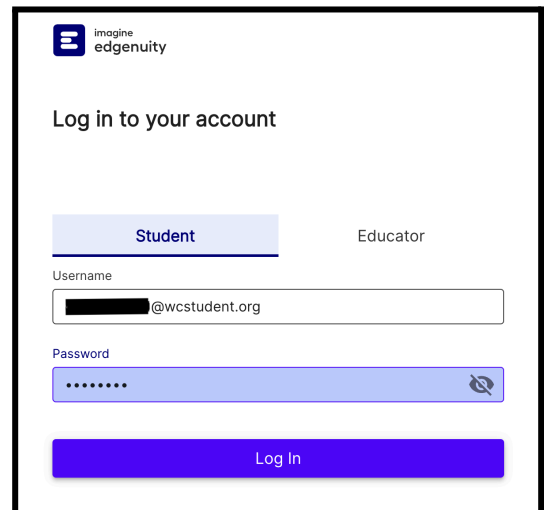 imagine
edgenuity
Log in to your account
Student Educator
Username
@wcstudent.org
Password
••••••••
Log In